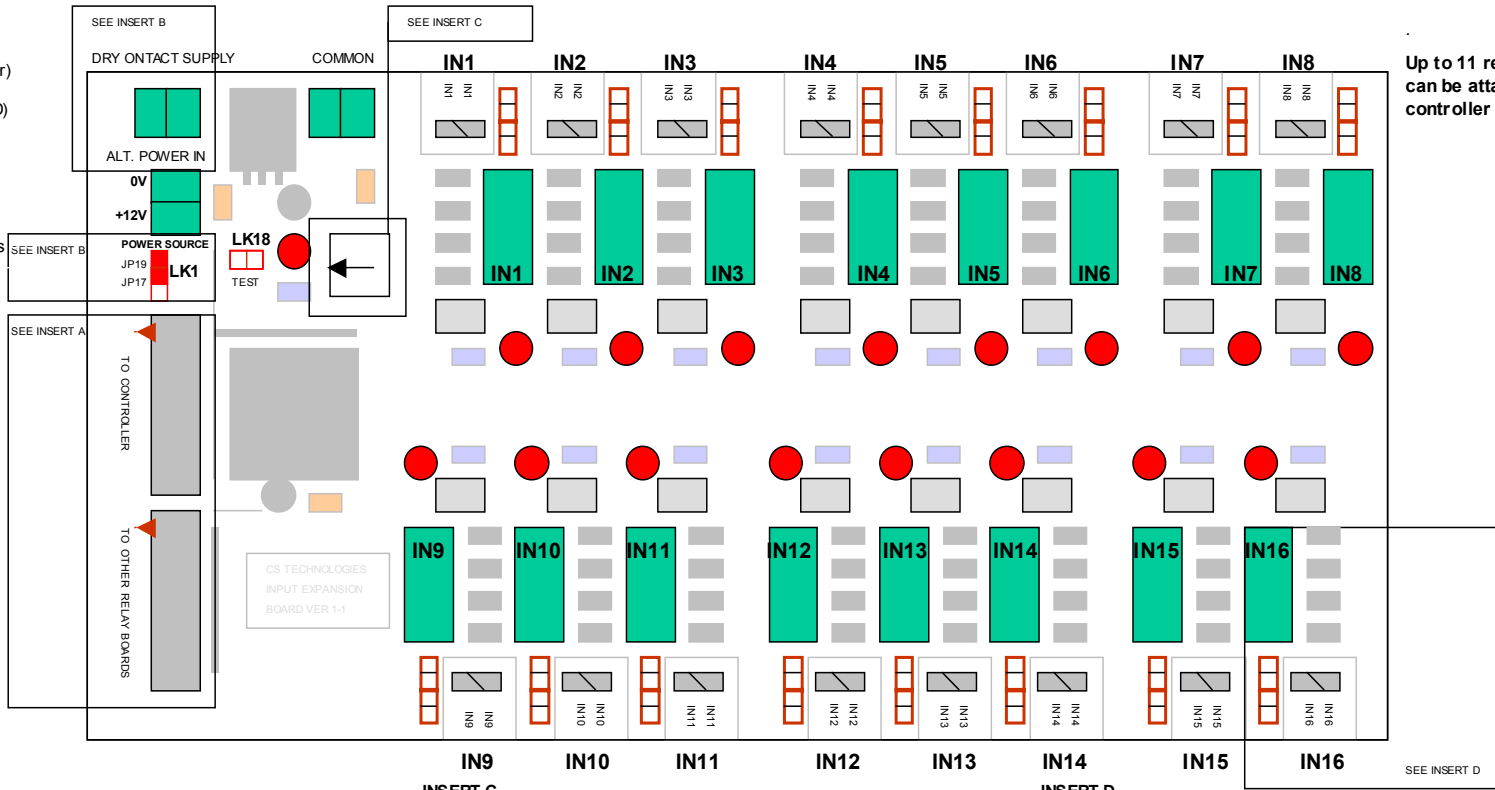 SEE INSERT B
SEE INSERT C
DRY ONTACT SUPPLY
COMMON
r)
)
.
Up to 11 re
can be atta
controller
IN1 IN2 IN3 IN4 IN5 IN6 IN7 IN8
IN1 IN1 IN2 IN2 IN3 IN3 IN4 IN4 IN5 IN5 IN6 IN6 IN7 IN7 IN8 IN8
ALT. POWER IN
0V
+12V
s
SEE INSERT B
POWER SOURCE
JP19
JP17
LK1
LK18
TEST
IN1 IN2 IN3 IN4 IN5 IN6 IN7 IN8
SEE INSERT A
TO CONTROLLER
TO OTHER RELAY BOARDS
CS TECHNOLOGIES
INPUT EXPANSION
BOARD VER 1-1
IN9 IN10 IN11 IN12 IN13 IN14 IN15 IN16
IN9 IN9 IN10 IN10 IN11 IN11 IN12 IN12 IN13 IN13 IN14 IN14 IN15 IN15 IN16 IN16
IN9 IN10 IN11 IN12 IN13 IN14 IN15 IN16
SEE INSERT D
INSERT C
INSERT D